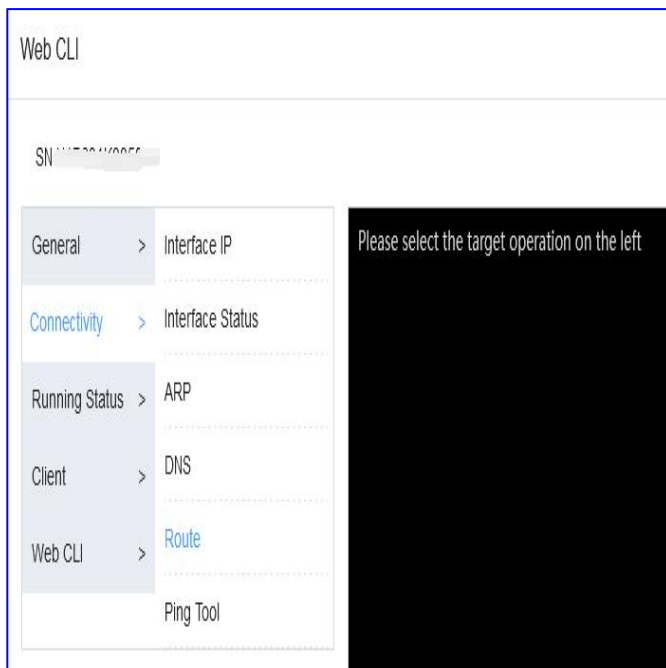 Web CLI
SN
General >
Interface IP
Please select the target operation on the left
Connectivity >
Interface Status
Running Status >
ARP
Client >
DNS
Web CLI >
Route
Ping Tool